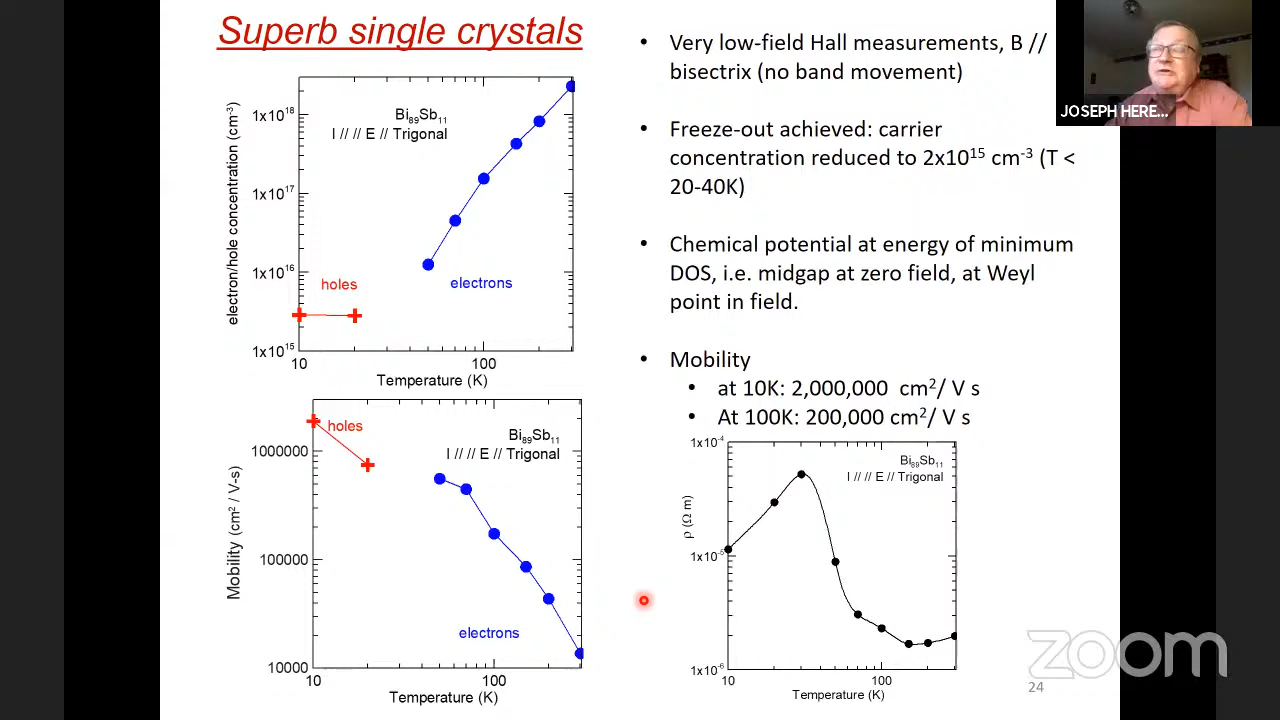 Superb single crystals
• Very low-field Hall measurements, B //
bisectrix (no band movement)
• Freeze-out achieved: carrier
concentration reduced to 2x10¹⁵ cm⁻³ (T <
20-40K)
• Chemical potential at energy of minimum
DOS, i.e. midgap at zero field, at Weyl
point in field.
• Mobility
• at 10K: 2,000,000 cm²/ V s
• At 100K: 200,000 cm²/ V s
JOSEPH HERE...
electron/hole concentration (cm⁻³)
1x10¹⁸
1x10¹⁷
1x10¹⁶
1x10¹⁵
Bi₈₉Sb₁₁
I // // E // Trigonal
holes
electrons
10
100
Temperature (K)
Mobility (cm² / V-s)
1000000
100000
10000
holes
Bi₈₉Sb₁₁
I // // E // Trigonal
electrons
10
100
Temperature (K)
ρ (Ω m)
1x10⁻⁴
1x10⁻⁵
1x10⁻⁶
Bi₈₉Sb₁₁
I // // E // Trigonal
10
100
Temperature (K)
zoom
24